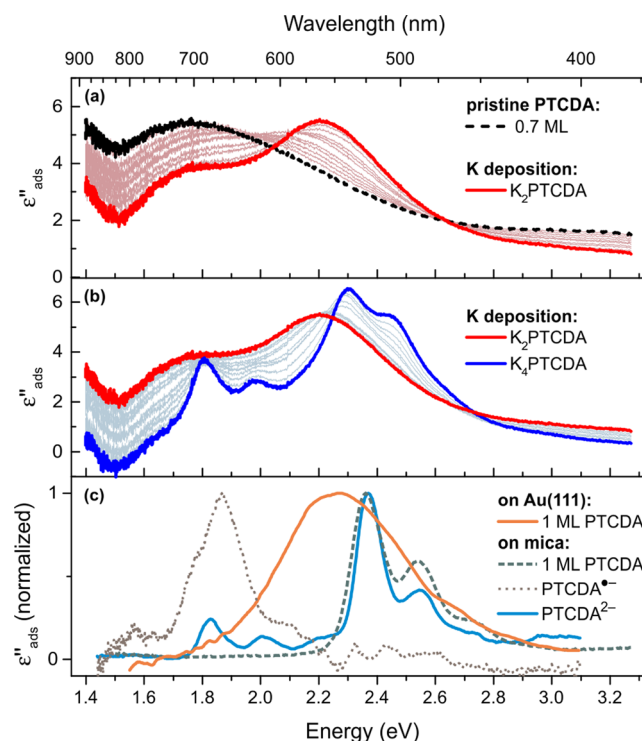 Wavelength (nm)
900 800 700 600 500 400
(a)
pristine PTCDA:
0.7 ML
K deposition:
K₂PTCDA
ε''ads
6
4
2
0
(b)
K deposition:
K₂PTCDA
K₄PTCDA
ε''ads
6
4
2
0
(c)
on Au(111):
1 ML PTCDA
on mica:
1 ML PTCDA
PTCDA•−
PTCDA2−
ε''ads (normalized)
1
0
1.4 1.6 1.8 2.0 2.2 2.4 2.6 2.8 3.0 3.2
Energy (eV)